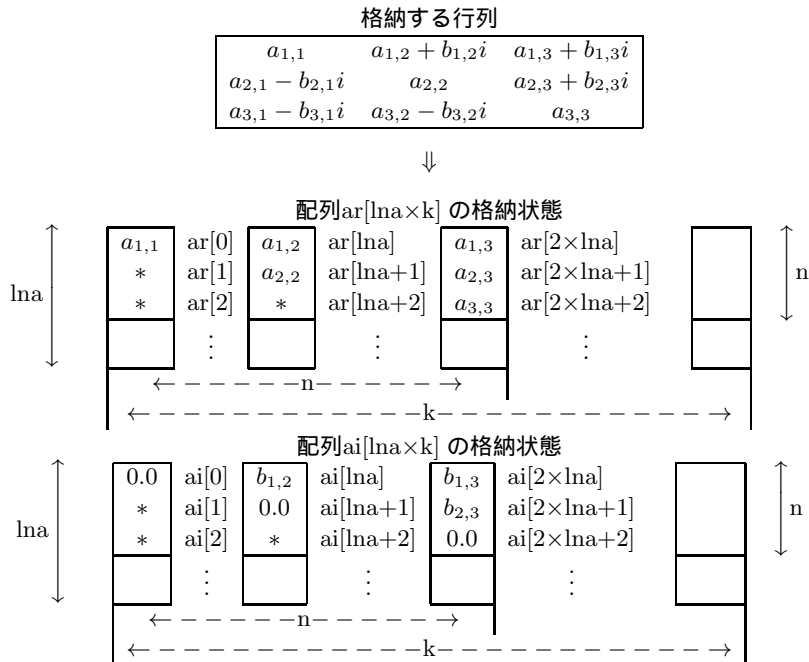 格納する行列
a1,1 a1,2 + b1,2i a1,3 + b1,3i
a2,1 − b2,1i a2,2 a2,3 + b2,3i
a3,1 − b3,1i a3,2 − b3,2i a3,3
⇓
配列ar[lna×k] の格納状態
a1,1 ar[0] a1,2 ar[lna] a1,3 ar[2×lna]
∗ ar[1] a2,2 ar[lna+1] a2,3 ar[2×lna+1]
lna n
∗ ar[2] ∗ ar[lna+2] a3,3 ar[2×lna+2]
⋮ ⋮ ⋮
←−−−−−n−−−−−→
←−−−−−−−−−−−k−−−−−−−−−−−→
配列ai[lna×k] の格納状態
0.0 ai[0] b1,2 ai[lna] b1,3 ai[2×lna]
∗ ai[1] 0.0 ai[lna+1] b2,3 ai[2×lna+1]
lna n
∗ ai[2] ∗ ai[lna+2] 0.0 ai[2×lna+2]
⋮ ⋮ ⋮
←−−−−−n−−−−−→
←−−−−−−−−−−−k−−−−−−−−−−−→